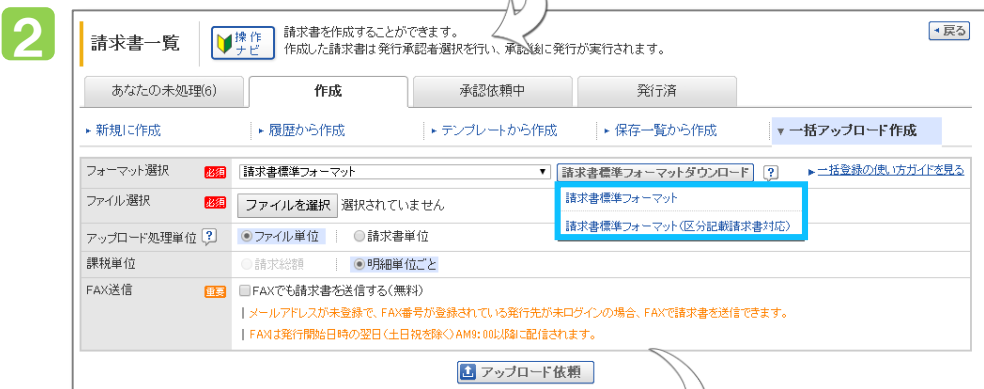 2
請求書一覧
操作ナビ
請求書を作成することができます。
作成した請求書は発行承認者選択を行い、承認後に発行が実行されます。
戻る
あなたの未処理(6) 作成 承認依頼中 発行済
新規に作成 履歴から作成 テンプレートから作成 保存一覧から作成 一括アップロード作成
フォーマット選択 必須 請求書標準フォーマット 請求書標準フォーマットダウンロード ? 一括登録の使い方ガイドを見る
ファイル選択 必須 ファイルを選択 選択されていません
請求書標準フォーマット
請求書標準フォーマット(区分記載請求書対応)
アップロード処理単位 ? ファイル単位 請求書単位
課税単位 請求総額 明細単位ごと
FAX送信 重要 FAXでも請求書を送信する(無料)
メールアドレスが未登録で、FAX番号が登録されている発行先が未ログインの場合、FAXで請求書を送信できます。
FAXは発行開始日時の翌日(土日祝を除く)AM9:00以降に配信されます。
アップロード依頼